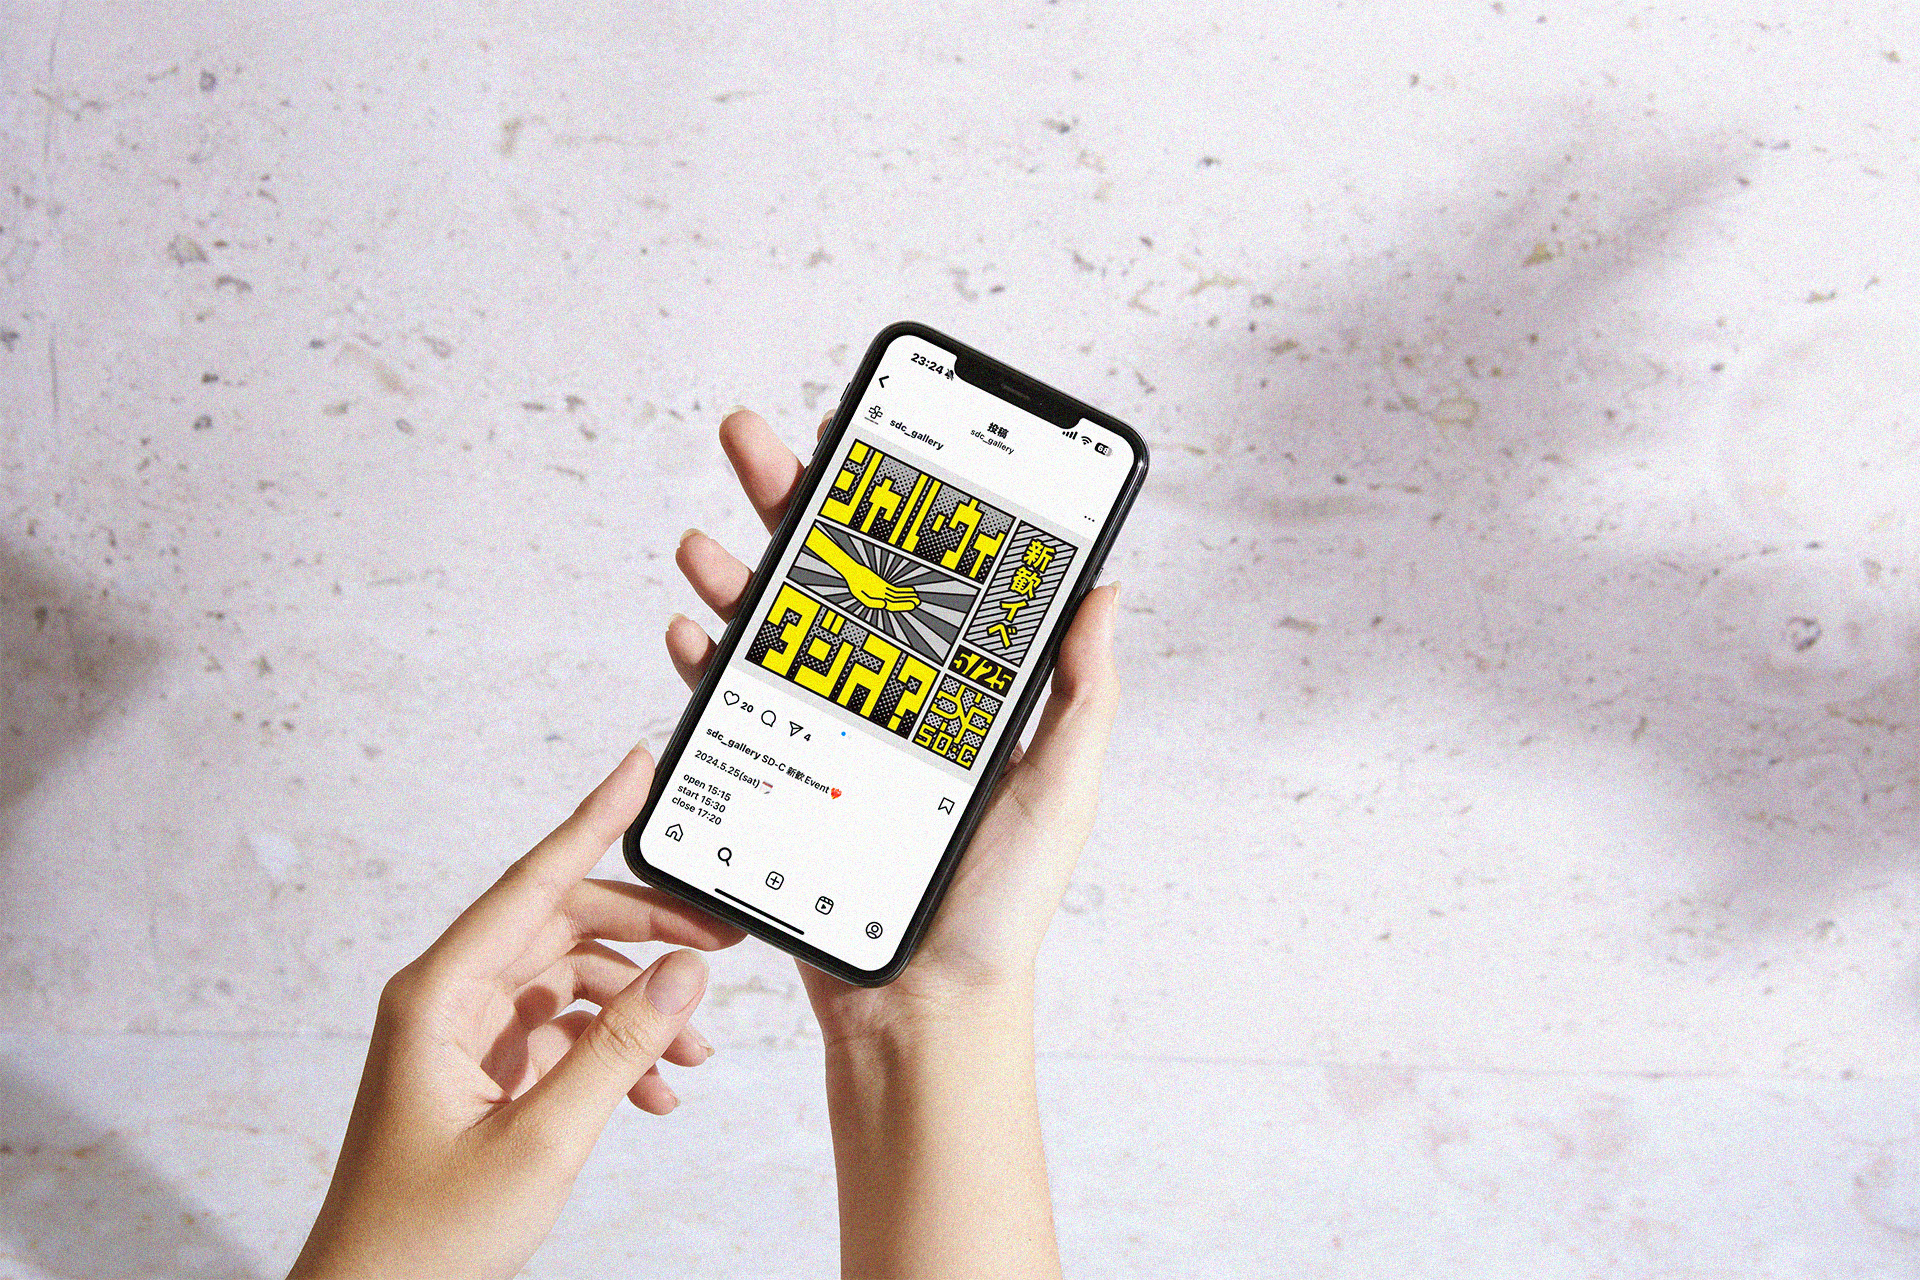 23:24
68
投稿
sdc_gallery
sdc_gallery
シャル・ウィ
ダンス?
新歓イベ
5/25
SD:C
20
4
sdc_gallery SD-C 新歓 Event
2024.5.25(sat)
open 15:15
start 15:30
close 17:20